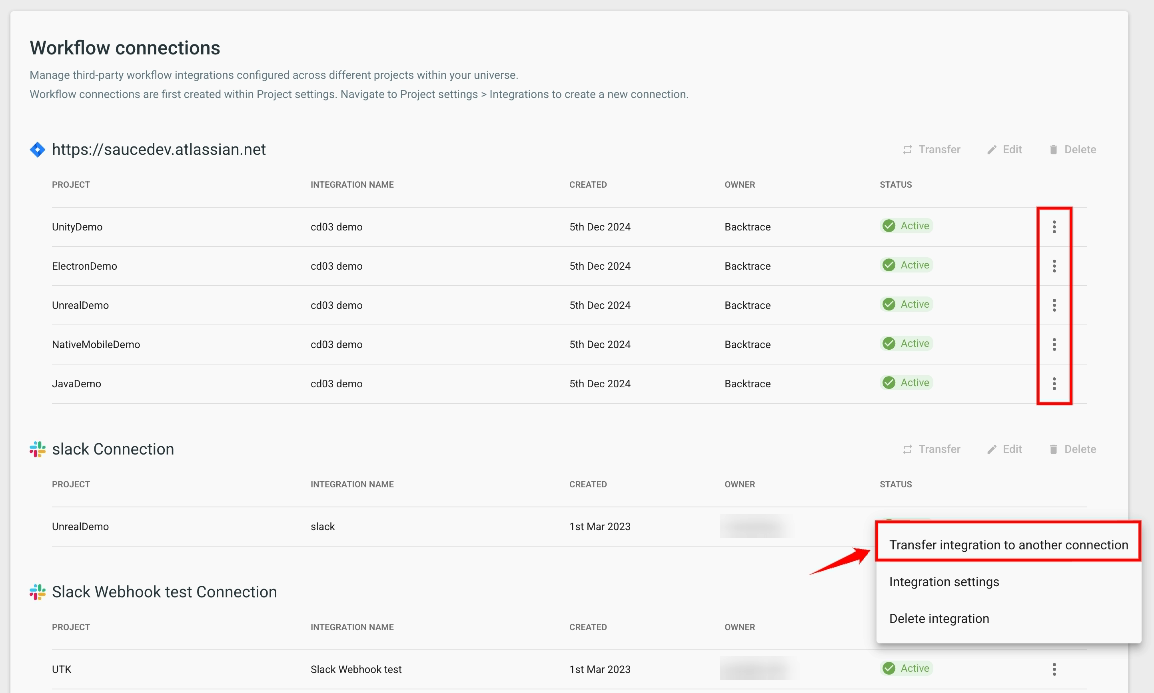 Workflow connections
Manage third-party workflow integrations configured across different projects within your universe.
Workflow connections are first created within Project settings. Navigate to Project settings > Integrations to create a new connection.
https://saucedev.atlassian.net Transfer Edit Delete
PROJECT INTEGRATION NAME CREATED OWNER STATUS
UnityDemo cd03 demo 5th Dec 2024 Backtrace Active
ElectronDemo cd03 demo 5th Dec 2024 Backtrace Active
UnrealDemo cd03 demo 5th Dec 2024 Backtrace Active
NativeMobileDemo cd03 demo 5th Dec 2024 Backtrace Active
JavaDemo cd03 demo 5th Dec 2024 Backtrace Active
slack Connection Transfer Edit Delete
PROJECT INTEGRATION NAME CREATED OWNER STATUS
UnrealDemo slack 1st Mar 2023
Transfer integration to another connection
Integration settings
Delete integration
Slack Webhook test Connection
PROJECT INTEGRATION NAME CREATED OWNER
UTK Slack Webhook test 1st Mar 2023 Active